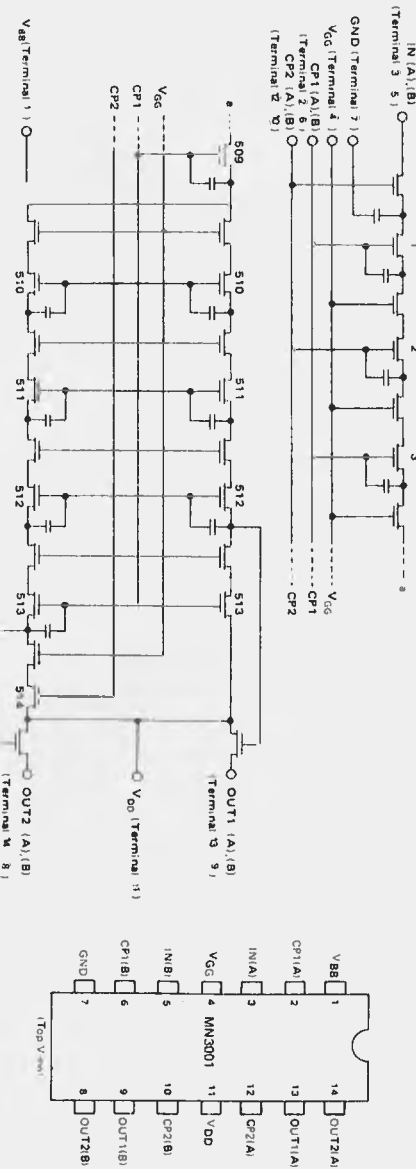 IN (A),(B)
(Terminal 3 5)
GND (Terminal 7)
VGG (Terminal 4)
CP1 (A),(B)
(Terminal 2 6)
CP2 (A),(B)
(Terminal 12 10)
1
2
3
a
VGG
CP1
CP2
a
509
510
511
512
513
VGG
CP1
CP2
510
511
512
513
514
VBB (Terminal 1)
OUT1 (A),(B)
(Terminal 13 9)
VDD (Terminal 11)
OUT2 (A),(B)
(Terminal 14 8)
VBB
CP1(A)
IN(A)
VGG
IN(B)
CP1(B)
GND
1
2
3
4
5
6
7
MN3001
14
13
12
11
10
9
8
OUT2(A)
OUT1(A)
CP2(A)
VDD
CP2(B)
OUT1(B)
OUT2(B)
(Top View)